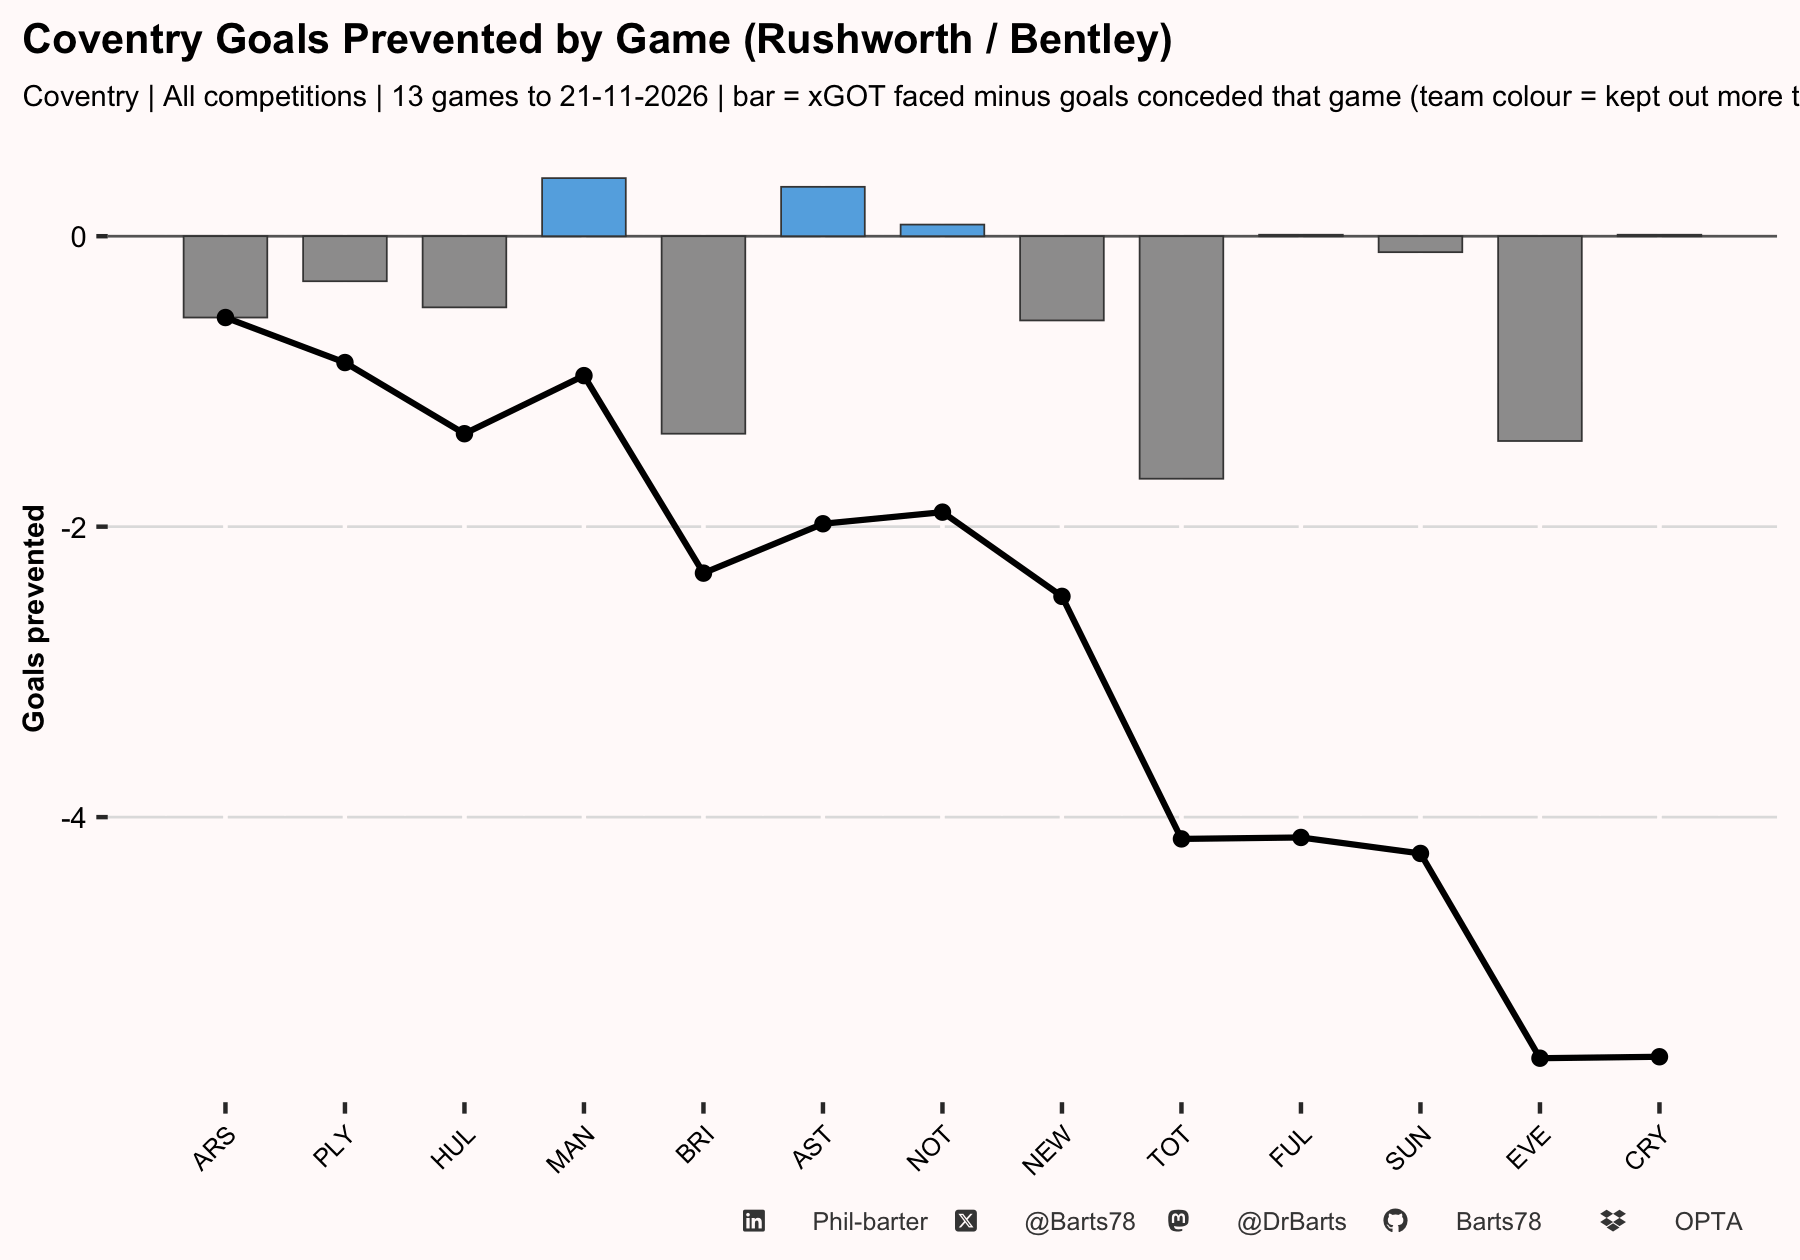 Coventry Goals Prevented by Game (Rushworth / Bentley)
Coventry | All competitions | 13 games to 21-11-2026 | bar = xGOT faced minus goals conceded that game (team colour = kept out more t
0
-2
-4
Goals prevented
ARS PLY HUL MAN BRI AST NOT NEW TOT FUL SUN EVE CRY
Phil-barter @Barts78 @DrBarts Barts78 OPTA